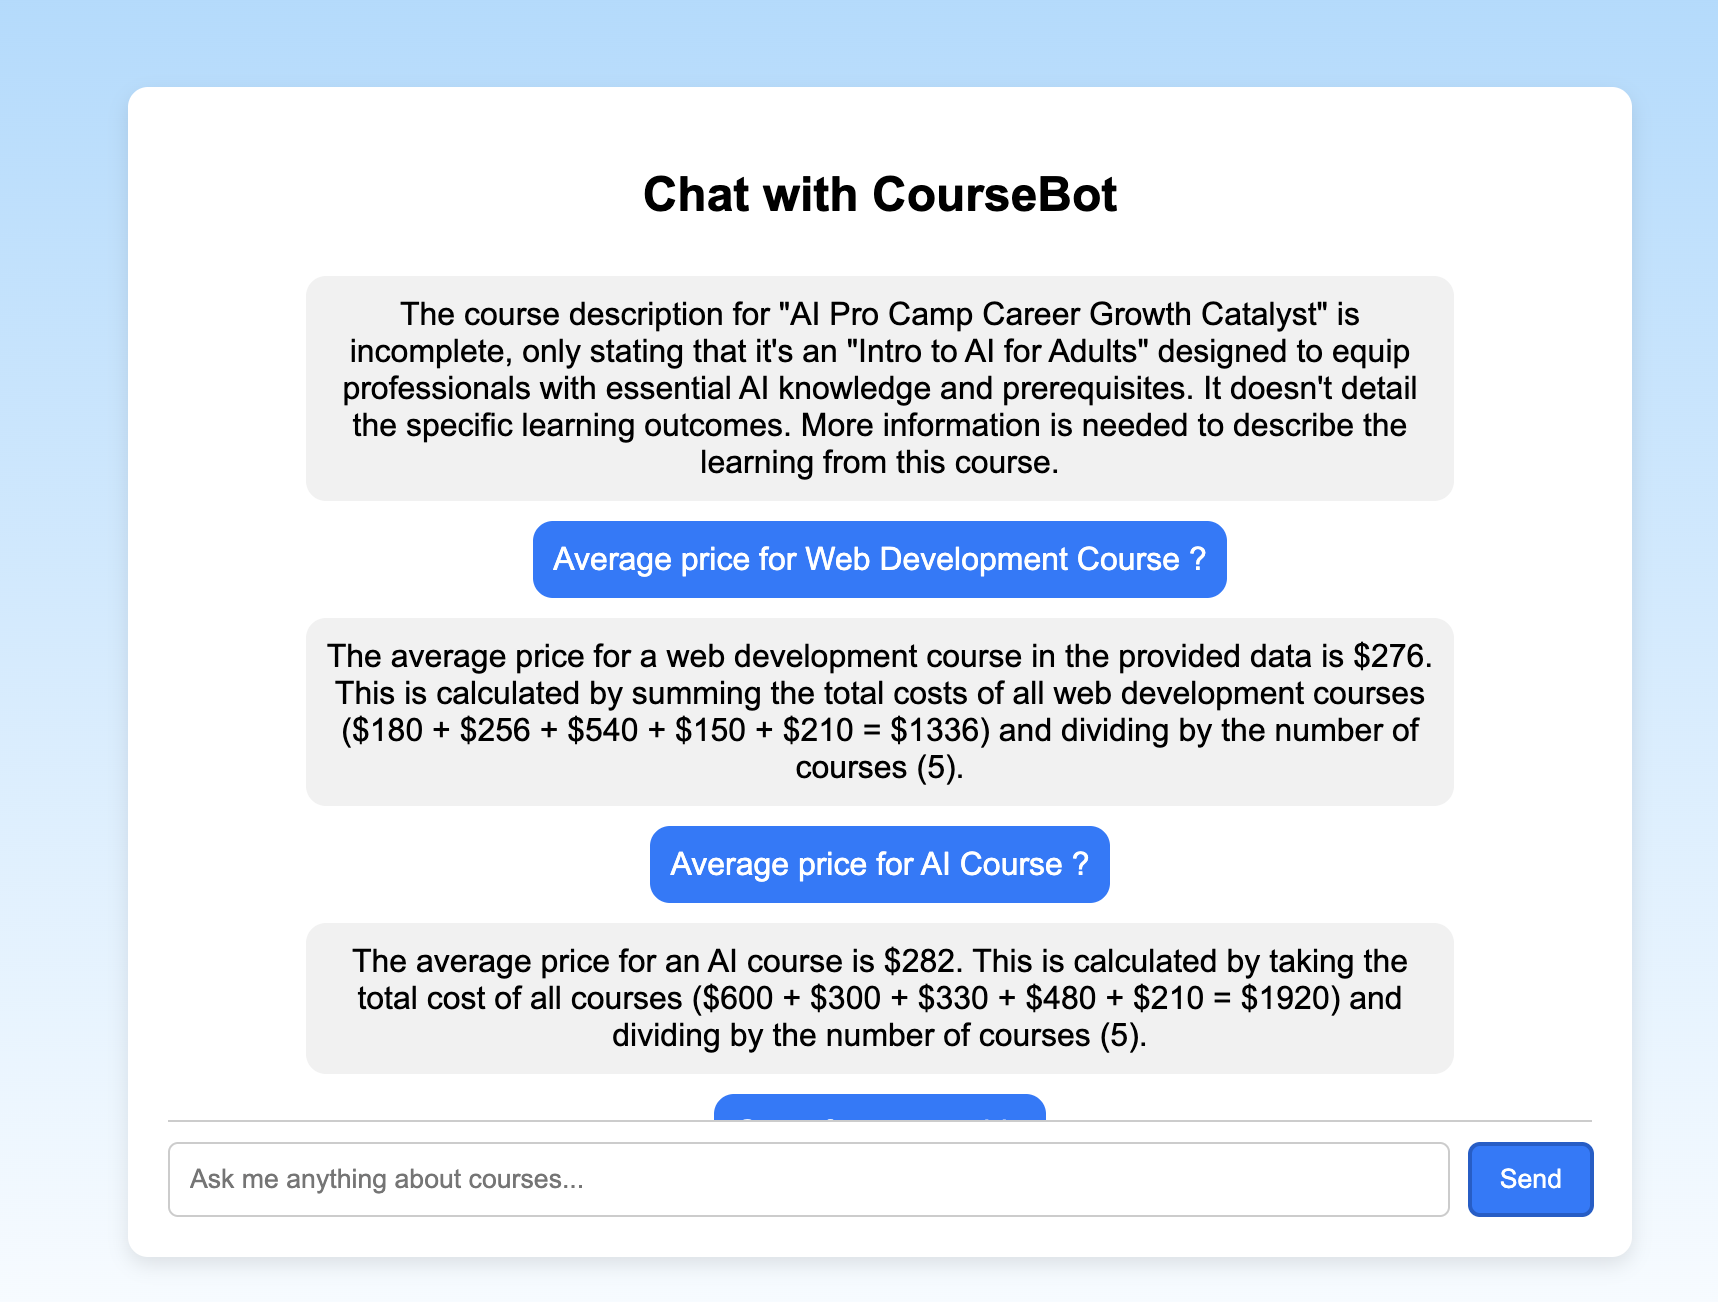 Chat with CourseBot
The course description for "AI Pro Camp Career Growth Catalyst" is
incomplete, only stating that it's an "Intro to AI for Adults" designed to equip
professionals with essential AI knowledge and prerequisites. It doesn't detail
the specific learning outcomes. More information is needed to describe the
learning from this course.
Average price for Web Development Course ?
The average price for a web development course in the provided data is $276.
This is calculated by summing the total costs of all web development courses
($180 + $256 + $540 + $150 + $210 = $1336) and dividing by the number of
courses (5).
Average price for AI Course ?
The average price for an AI course is $282. This is calculated by taking the
total cost of all courses ($600 + $300 + $330 + $480 + $210 = $1920) and
dividing by the number of courses (5).
Ask me anything about courses...
Send